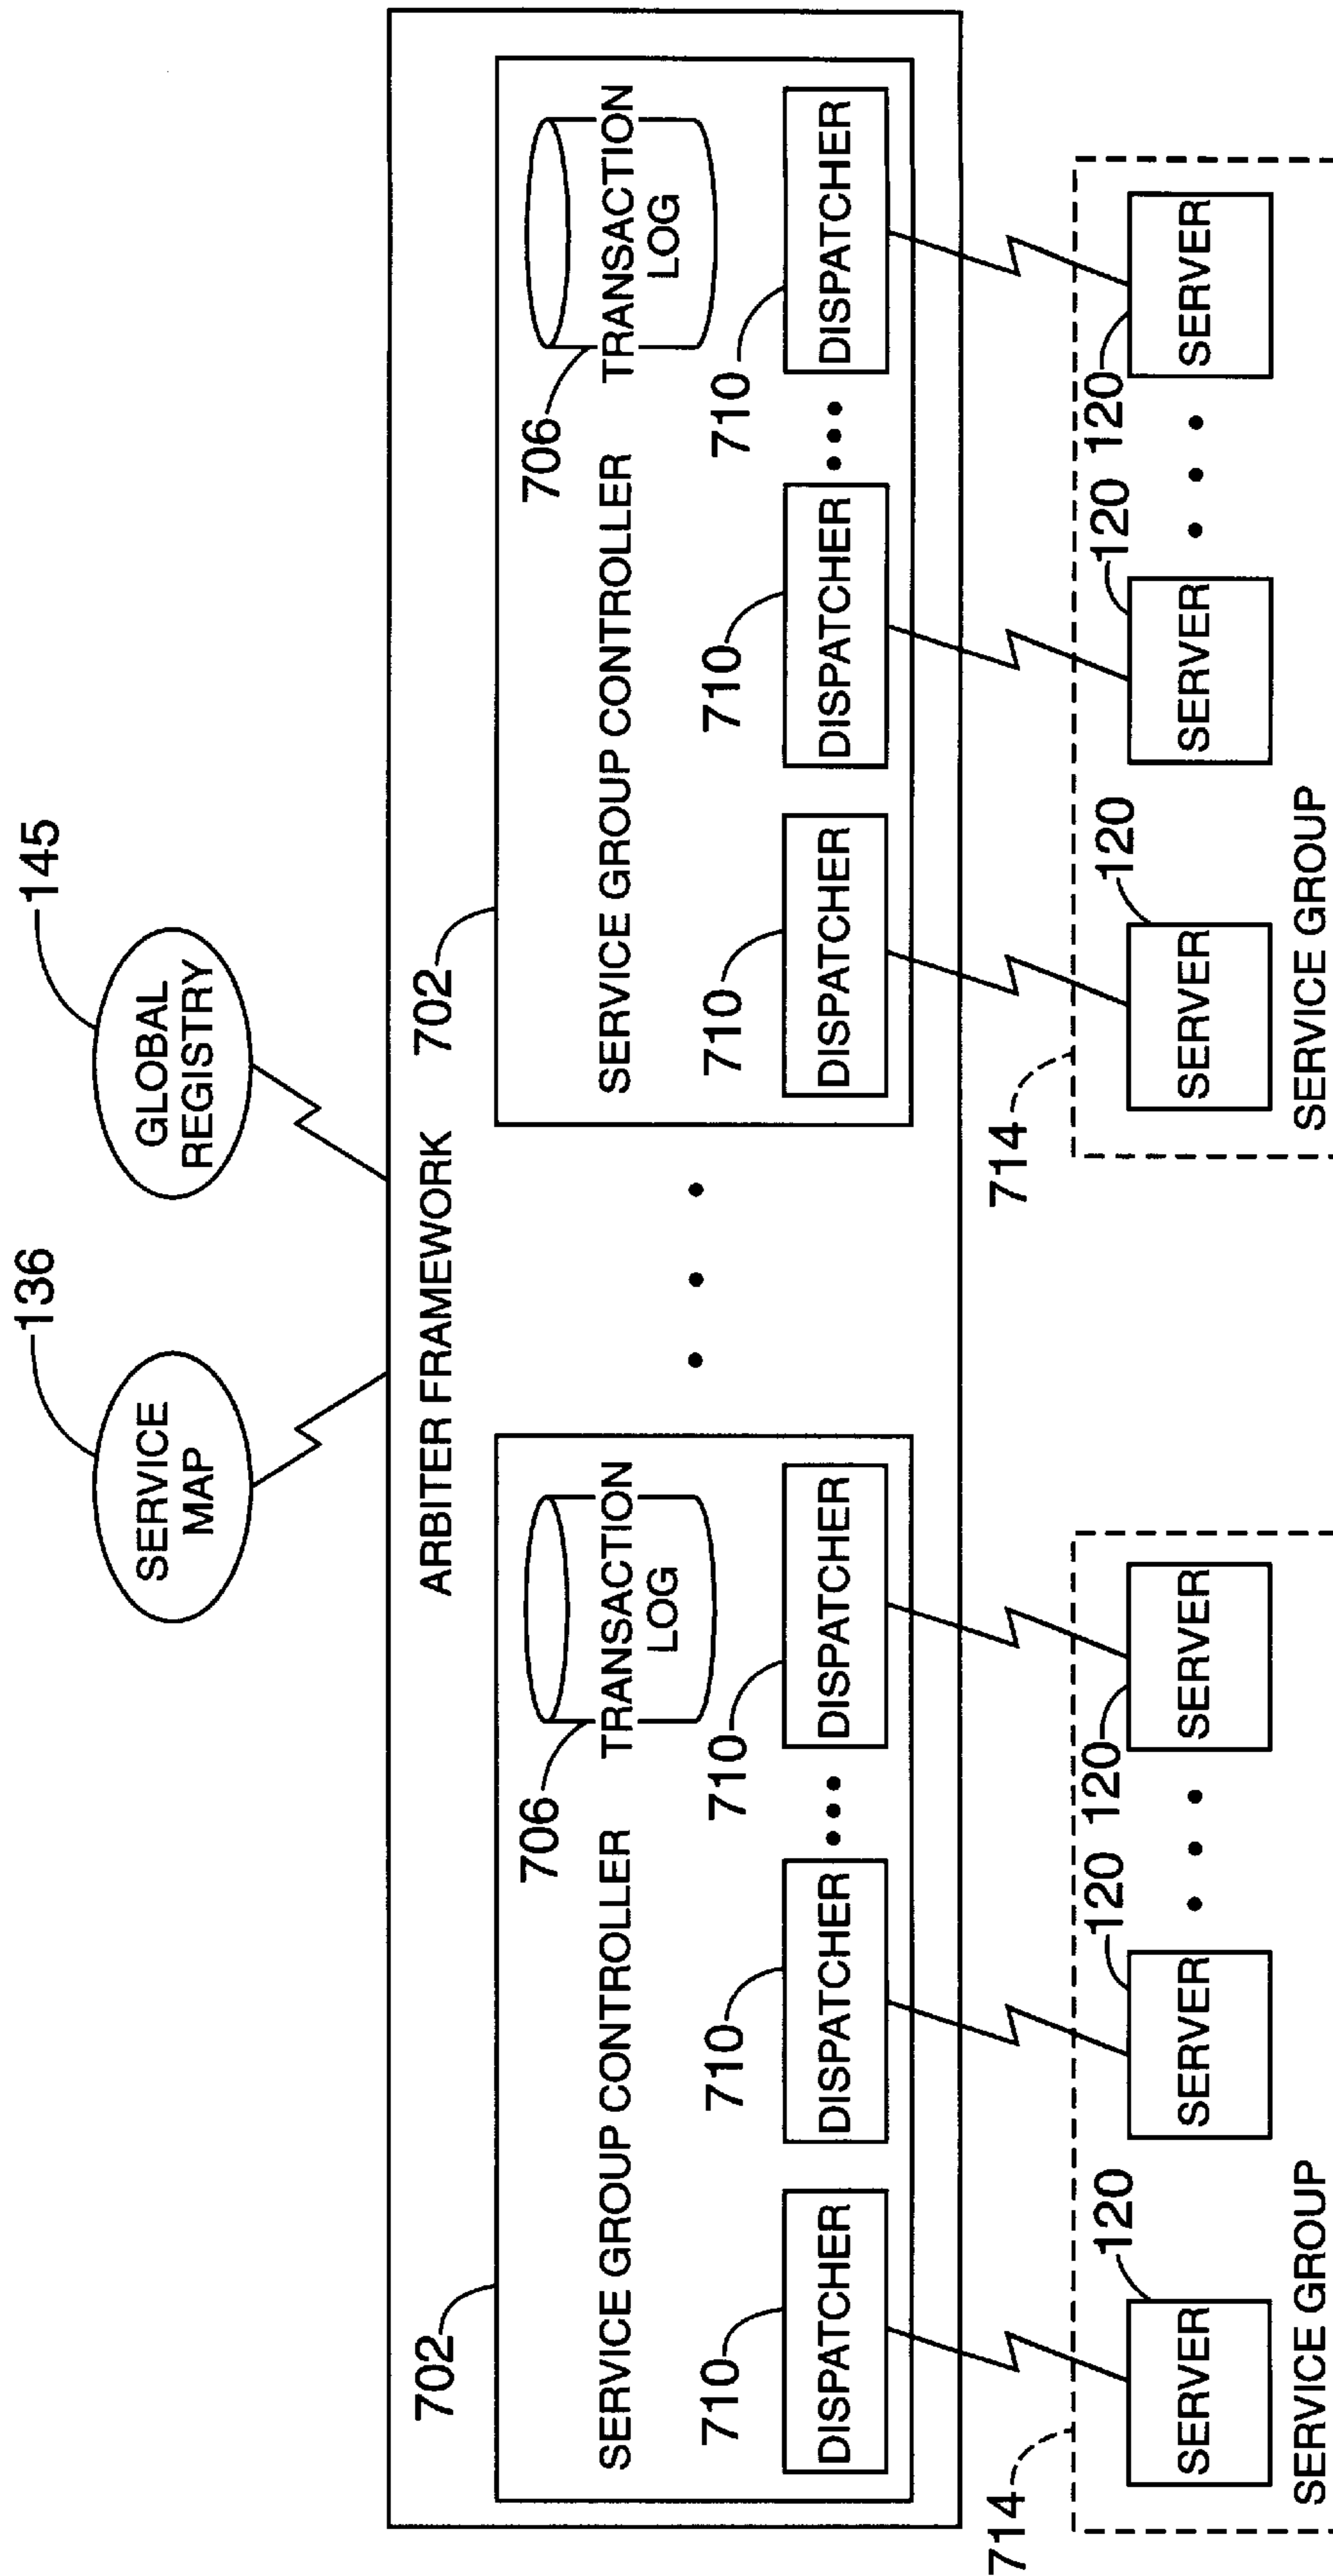 SERVICE
MAP
136
GLOBAL
REGISTRY
145
ARBITER FRAMEWORK
702
SERVICE GROUP CONTROLLER
706
TRANSACTION
LOG
710
710
710
DISPATCHER
DISPATCHER
DISPATCHER
702
SERVICE GROUP CONTROLLER
706
TRANSACTION
LOG
710
710
710
DISPATCHER
DISPATCHER
DISPATCHER
714
120
120
120
SERVER
SERVER
SERVER
SERVICE GROUP
714
120
120
120
SERVER
SERVER
SERVER
SERVICE GROUP